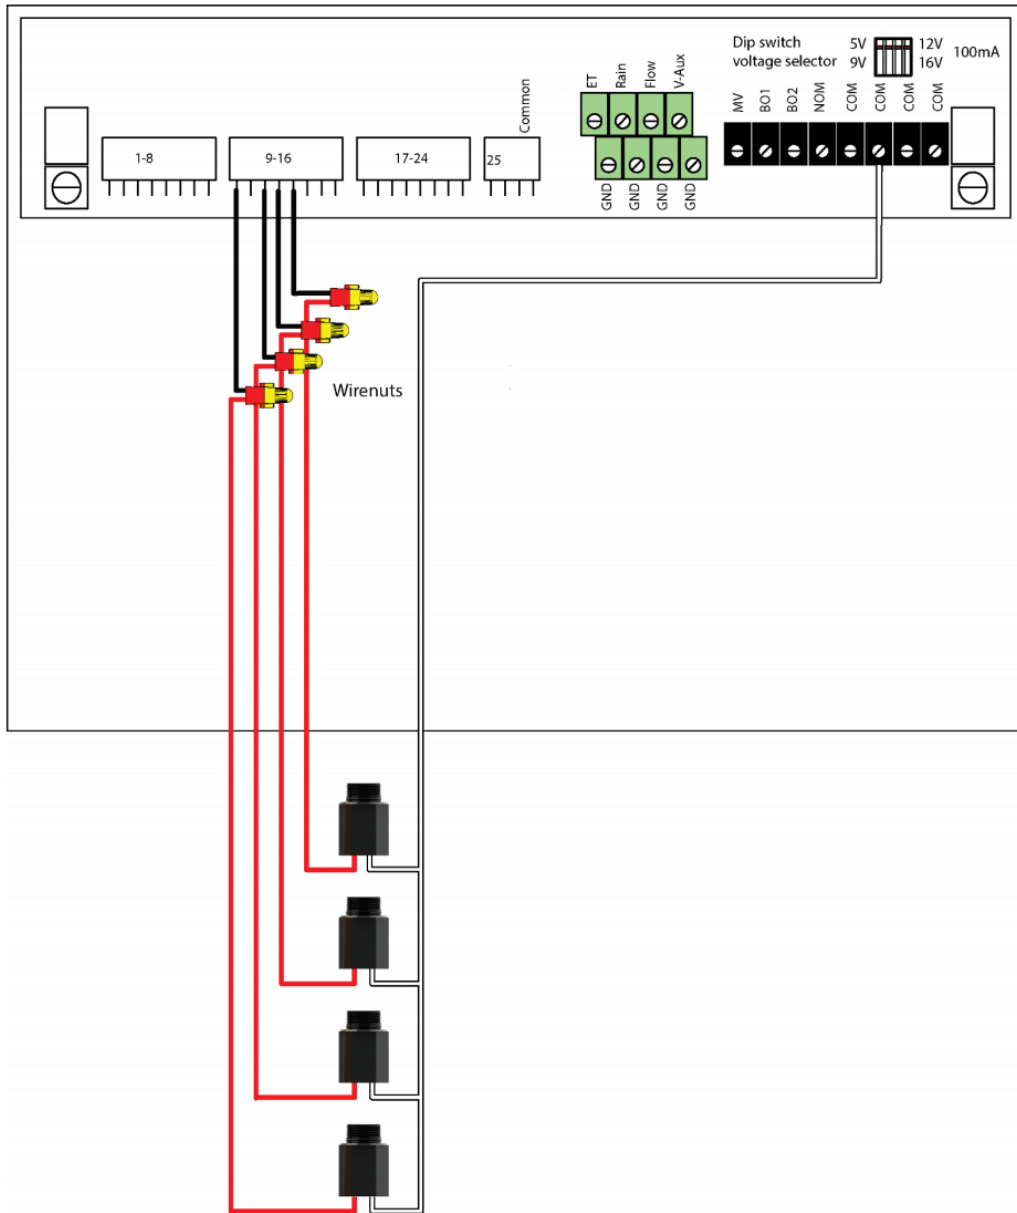 Dip switch
voltage selector
5V
9V
12V
16V
100mA
ET
Rain
Flow
V-Aux
MV
BO1
BO2
NOM
COM
COM
COM
COM
Common
1-8
9-16
17-24
25
GND
GND
GND
GND
Wirenuts